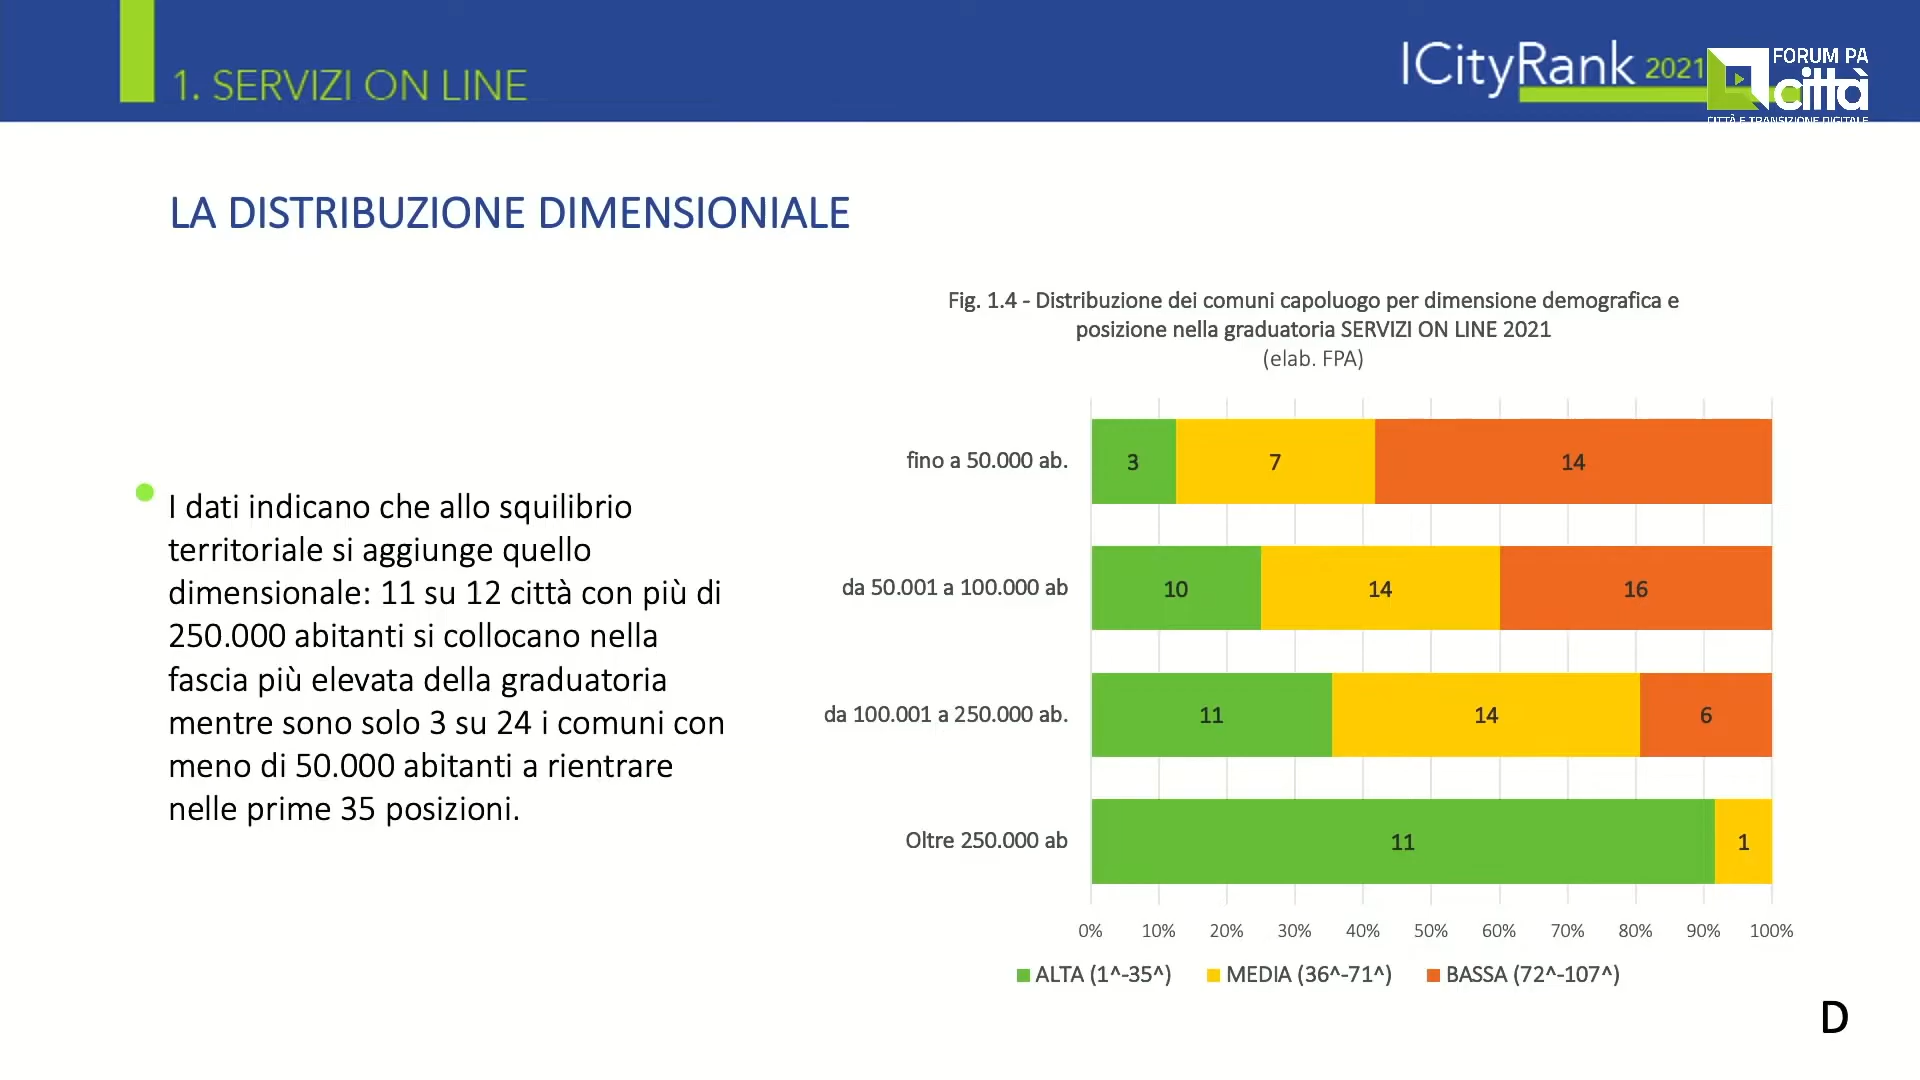 1. SERVIZI ON LINE
ICityRank 2021
FORUM PA
città
CITTÀ E TRANSIZIONE DIGITALE
LA DISTRIBUZIONE DIMENSIONIALE
I dati indicano che allo squilibrio
territoriale si aggiunge quello
dimensionale: 11 su 12 città con più di
250.000 abitanti si collocano nella
fascia più elevata della graduatoria
mentre sono solo 3 su 24 i comuni con
meno di 50.000 abitanti a rientrare
nelle prime 35 posizioni.
Fig. 1.4 - Distribuzione dei comuni capoluogo per dimensione demografica e
posizione nella graduatoria SERVIZI ON LINE 2021
(elab. FPA)
fino a 50.000 ab. 3 7 14
da 50.001 a 100.000 ab 10 14 16
da 100.001 a 250.000 ab. 11 14 6
Oltre 250.000 ab 11 1
0% 10% 20% 30% 40% 50% 60% 70% 80% 90% 100%
ALTA (1^-35^) MEDIA (36^-71^) BASSA (72^-107^)
D